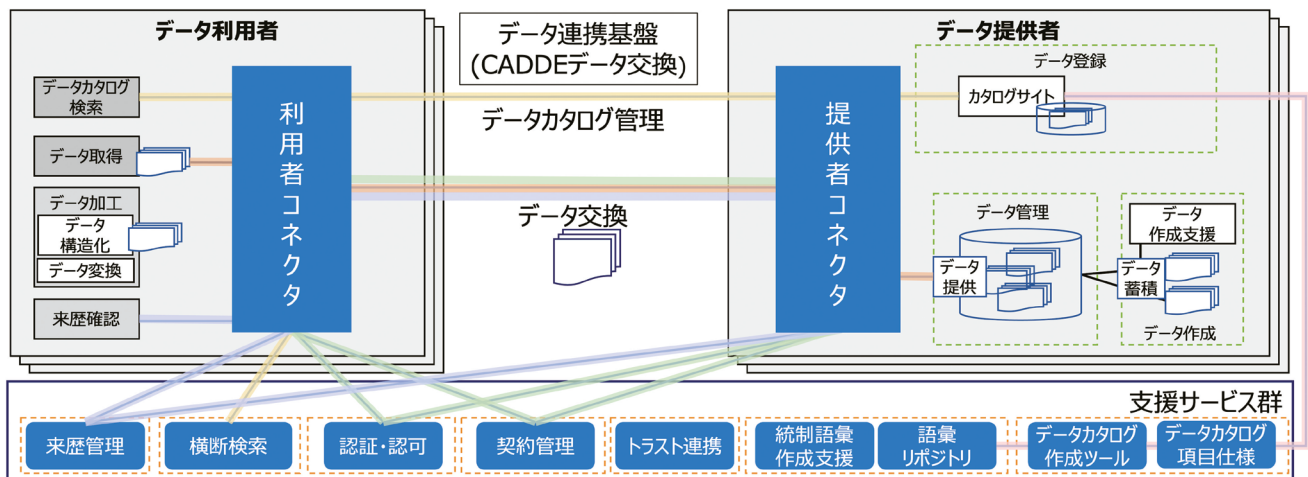 データ利用者
データカタログ
検索
データ取得
データ加工
データ
構造化
データ変換
来歴確認
利用者コネクタ
データ連携基盤
(CADDEデータ交換)
データカタログ管理
データ交換
データ提供者
提供者コネクタ
データ登録
カタログサイト
データ管理
データ
提供
データ
作成支援
データ
蓄積
データ作成
支援サービス群
来歴管理
横断検索
認証・認可
契約管理
トラスト連携
統制語彙
作成支援
語彙
リポジトリ
データカタログ
作成ツール
データカタログ
項目仕様